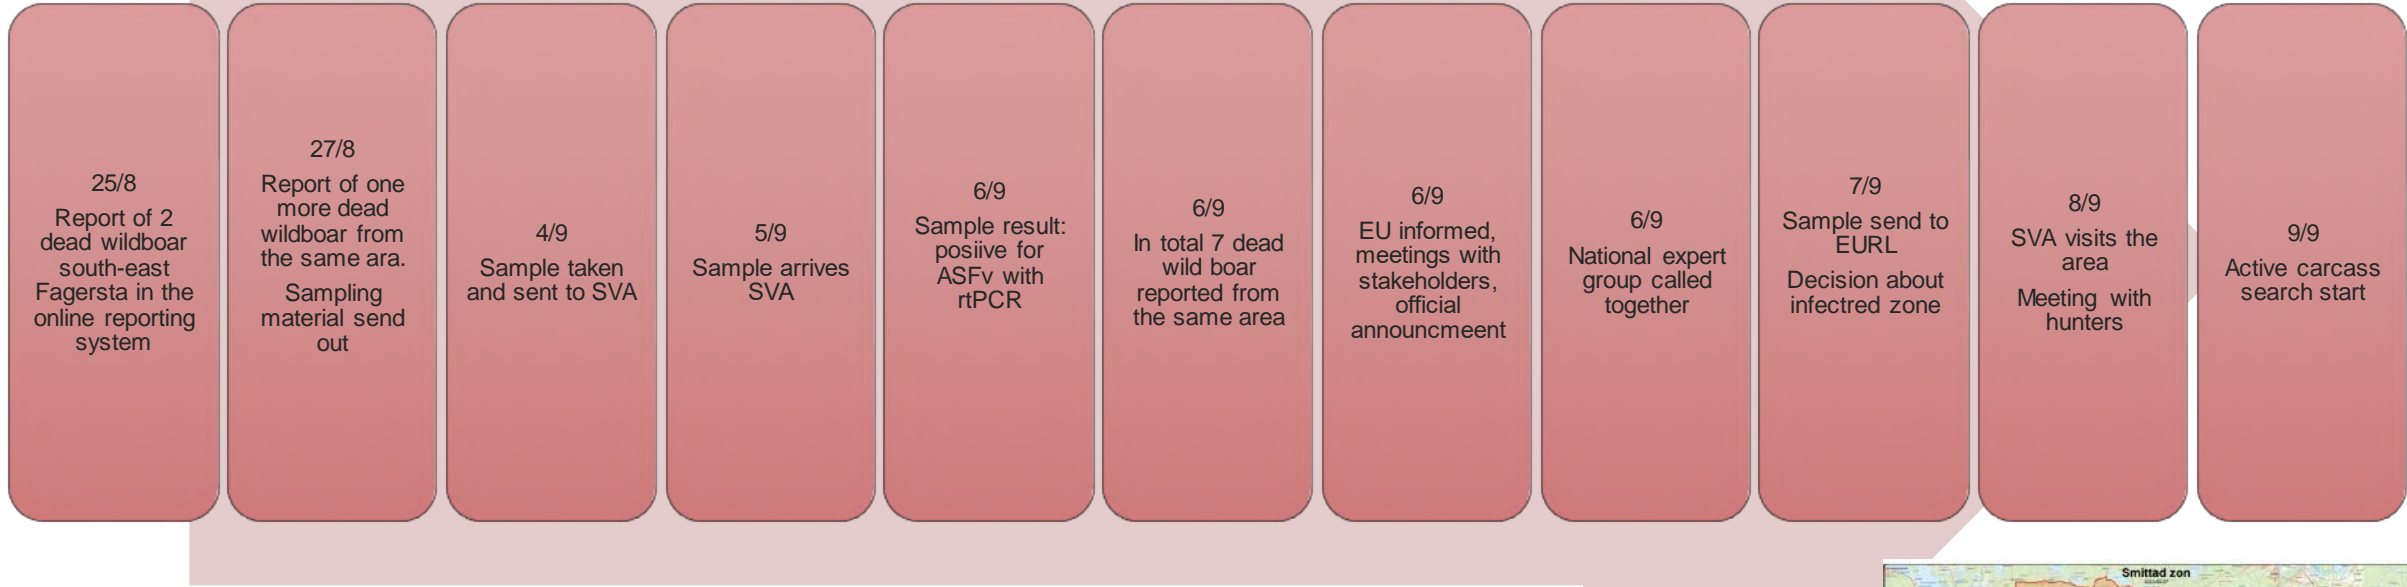 25/8
Report of 2
dead wildboar
south-east
Fagersta in the
online reporting
system
27/8
Report of one
more dead
wildboar from
the same ara.
Sampling
material send
out
4/9
Sample taken
and sent to SVA
5/9
Sample arrives
SVA
6/9
Sample result:
posiive for
ASFv with
rtPCR
6/9
In total 7 dead
wild boar
reported from
the same area
6/9
EU informed,
meetings with
stakeholders,
official
announcmeent
6/9
National expert
group called
together
7/9
Sample send to
EURL
Decision about
infectred zone
8/9
SVA visits the
area
Meeting with
hunters
9/9
Active carcass
search start
Smittad zon